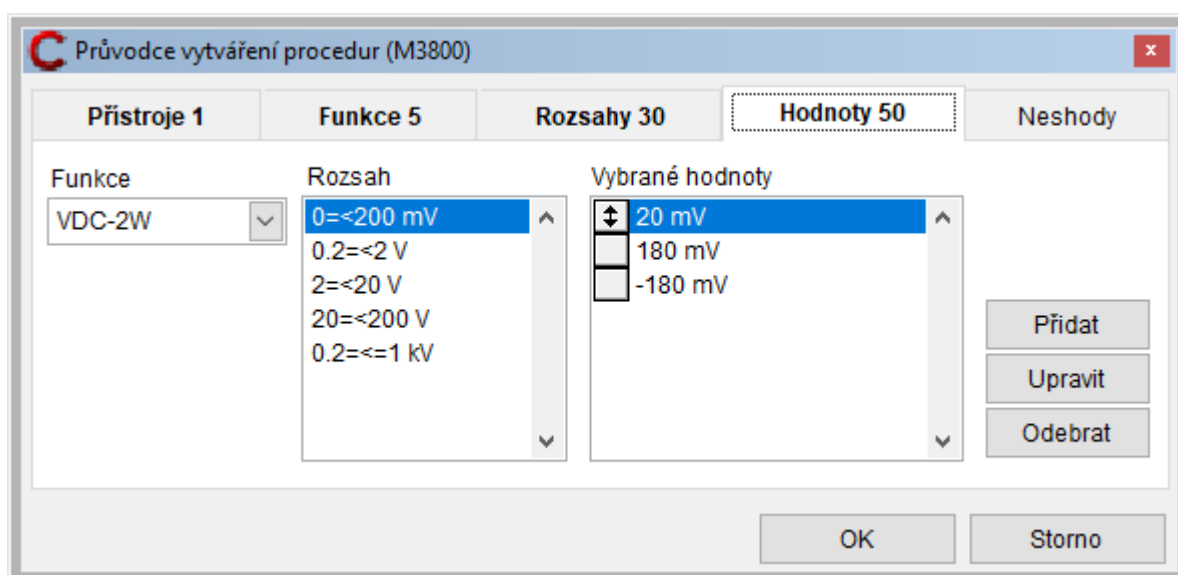 Průvodce vytváření procedur (M3800)
Přístroje 1
Funkce 5
Rozsahy 30
Hodnoty 50
Neshody
Funkce
VDC-2W
Rozsah
0=<200 mV
0.2=<2 V
2=<20 V
20=<200 V
0.2=<=1 kV
Vybrané hodnoty
20 mV
180 mV
-180 mV
Přidat
Upravit
Odebrat
OK
Storno